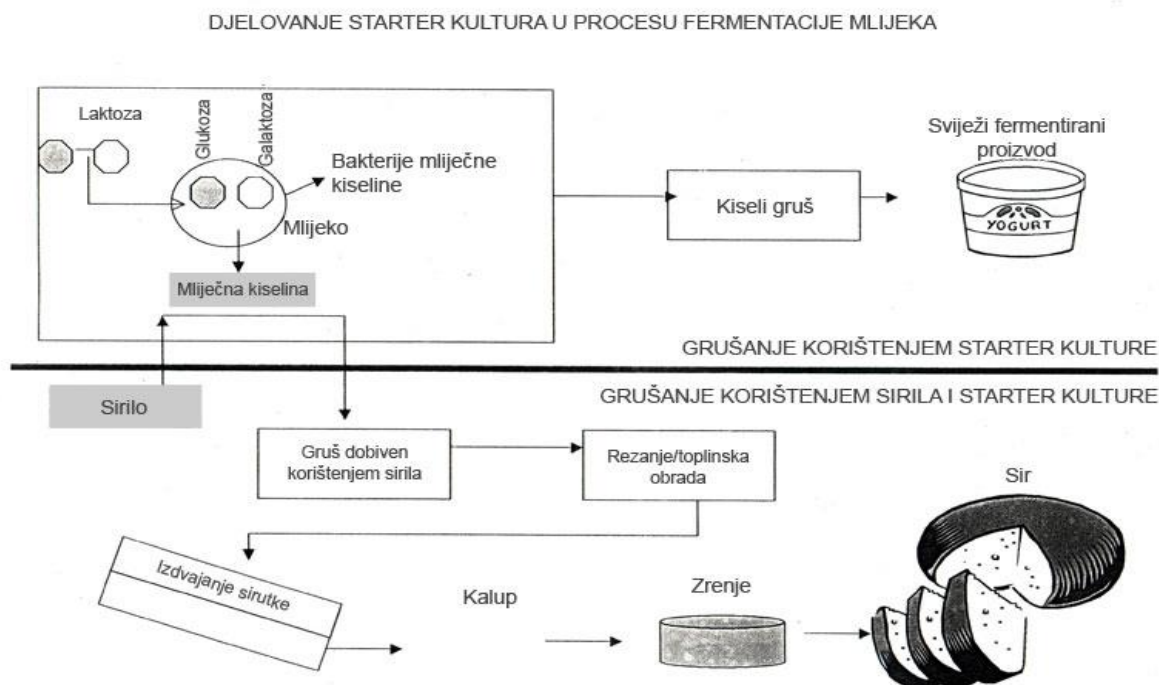 DJELOVANJE STARTER KULTURA U PROCESU FERMENTACIJE MLIJEKA
Laktoza
Glukoza
Galaktoza
Bakterije mliječne
kiseline
Mlijeko
Mliječna kiselina
Kiseli gruš
Sviježi fermentirani
proizvod
YOGURT
GRUŠANJE KORIŠTENJEM STARTER KULTURE
Sirilo
GRUŠANJE KORIŠTENJEM SIRILA I STARTER KULTURE
Gruš dobiven
korištenjem sirila
Rezanje/toplinska
obrada
Izdvajanje sirutke
Kalup
Zrenje
Sir